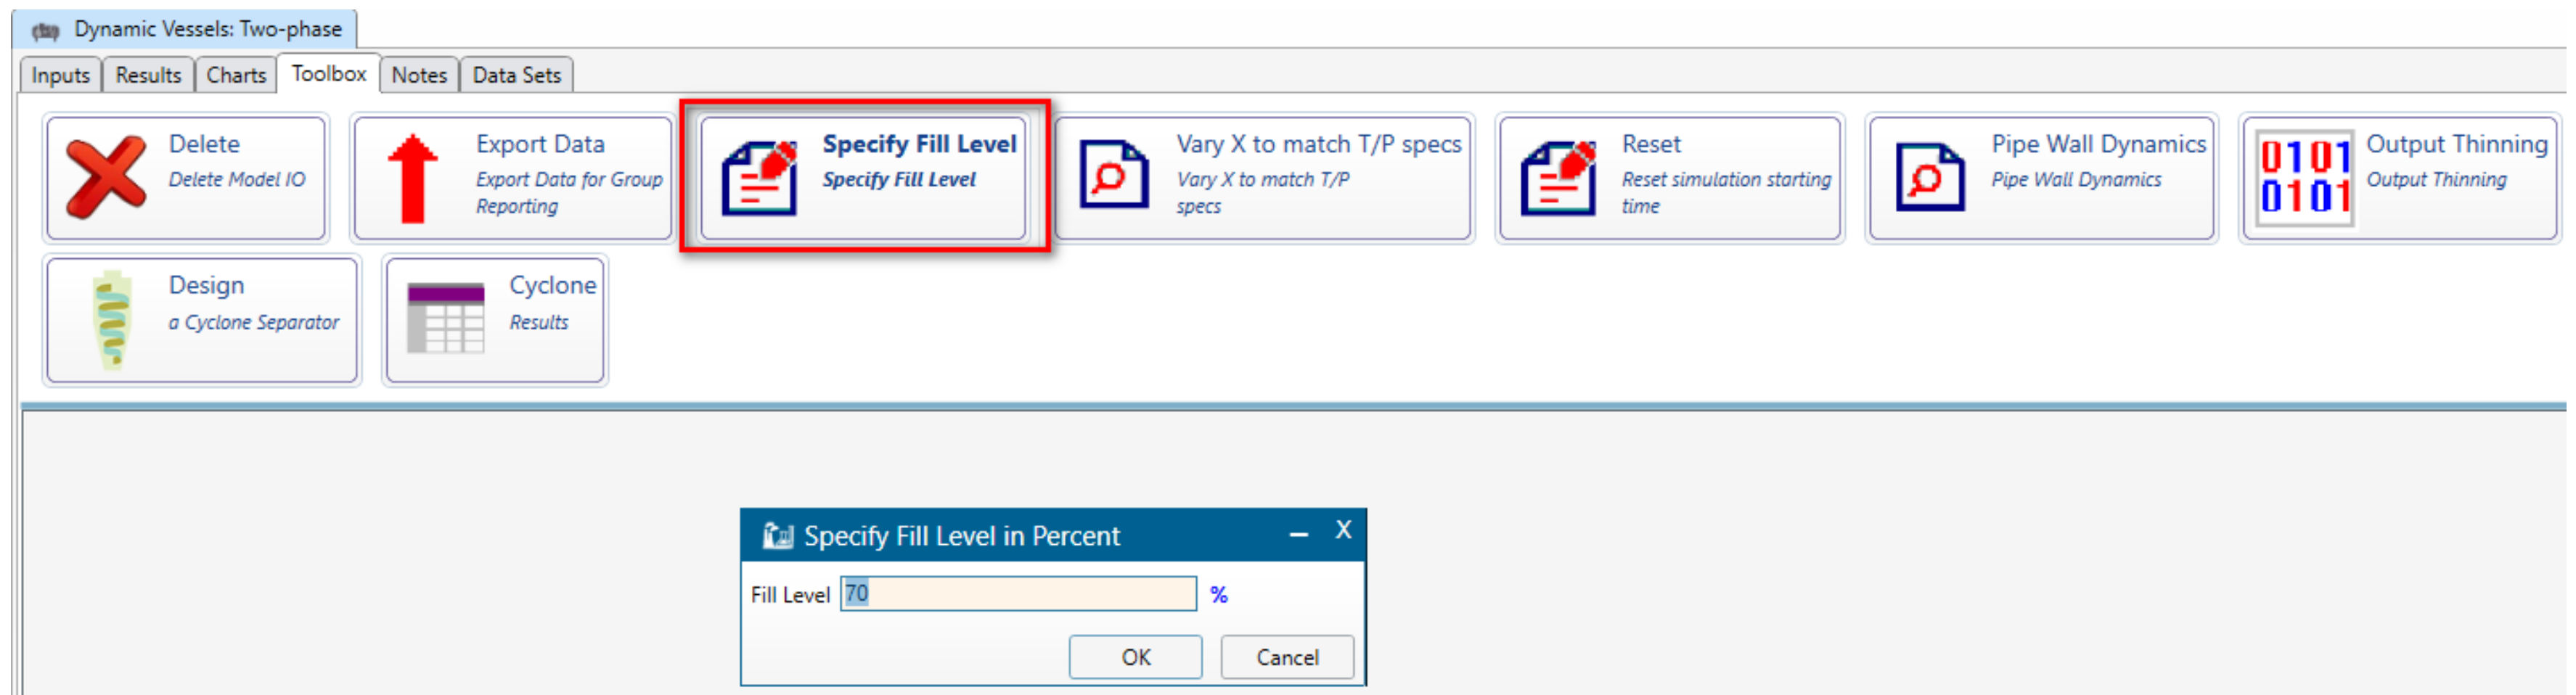 Dynamic Vessels: Two-phase
Inputs Results Charts Toolbox Notes Data Sets
Delete
Delete Model IO
Export Data
Export Data for Group
Reporting
Specify Fill Level
Specify Fill Level
Vary X to match T/P specs
Vary X to match T/P
specs
Reset
Reset simulation starting
time
Pipe Wall Dynamics
Pipe Wall Dynamics
0101
0101
Output Thinning
Output Thinning
Design
a Cyclone Separator
Cyclone
Results
Specify Fill Level in Percent
Fill Level 70 %
OK Cancel